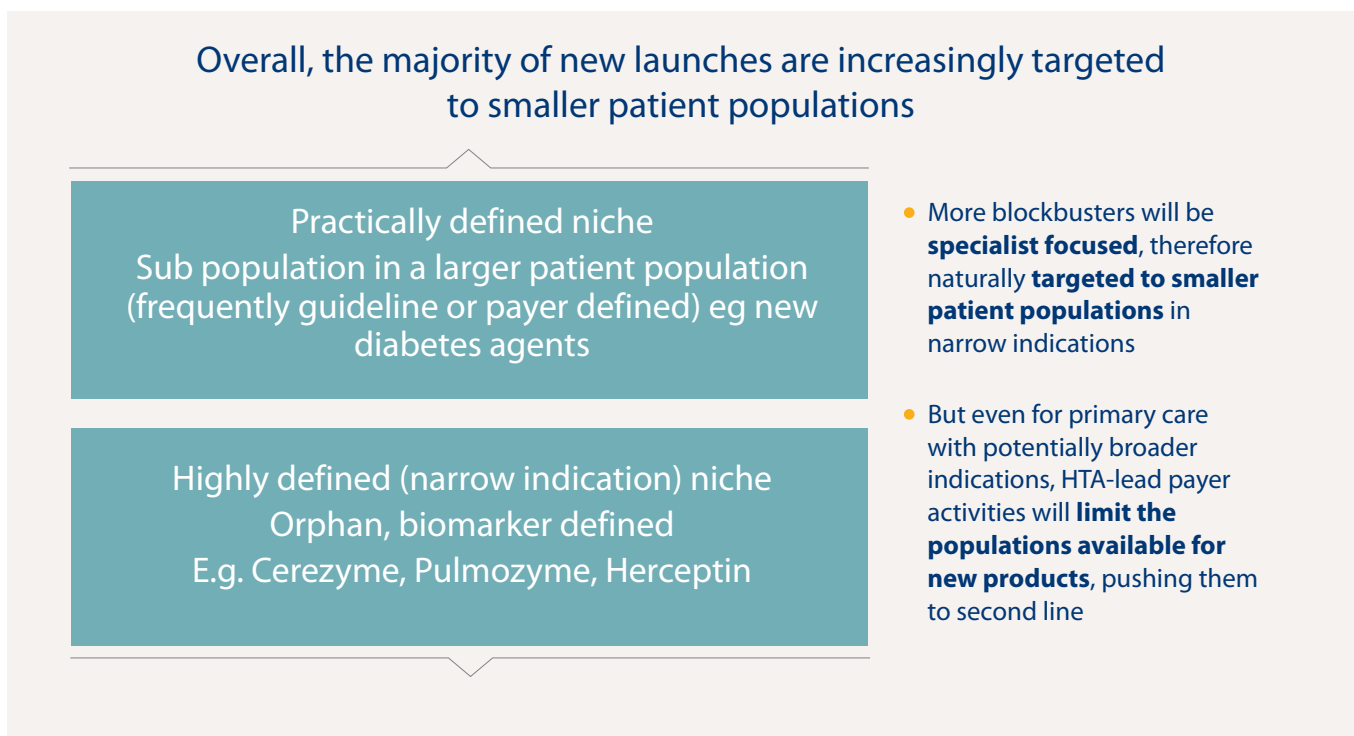 Overall, the majority of new launches are increasingly targeted
to smaller patient populations
Practically defined niche
Sub population in a larger patient population
(frequently guideline or payer defined) eg new
diabetes agents
Highly defined (narrow indication) niche
Orphan, biomarker defined
E.g. Cerezyme, Pulmozyme, Herceptin
• More blockbusters will be
specialist focused, therefore
naturally targeted to smaller
patient populations in
narrow indications
• But even for primary care
with potentially broader
indications, HTA-lead payer
activities will limit the
populations available for
new products, pushing them
to second line